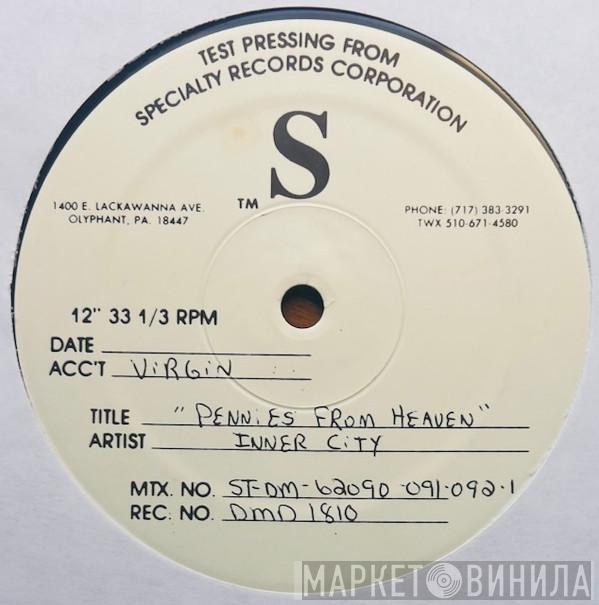 TEST PRESSING FROM
SPECIALTY RECORDS CORPORATION
S
TM
1400 E. LACKAWANNA AVE.
OLYPHANT, PA. 18447
PHONE: (717) 383-3291
TWX 510-671-4580
12" 33 1/3 RPM
DATE
ACC'T ViRGiN
TITLE "PENNiES FROM HEAVEN"
ARTIST INNER CiTY
MTX. NO. ST-DM-62090-091-092-1
REC. NO. DMD 1810
МАРКЕТ ВИНИЛА